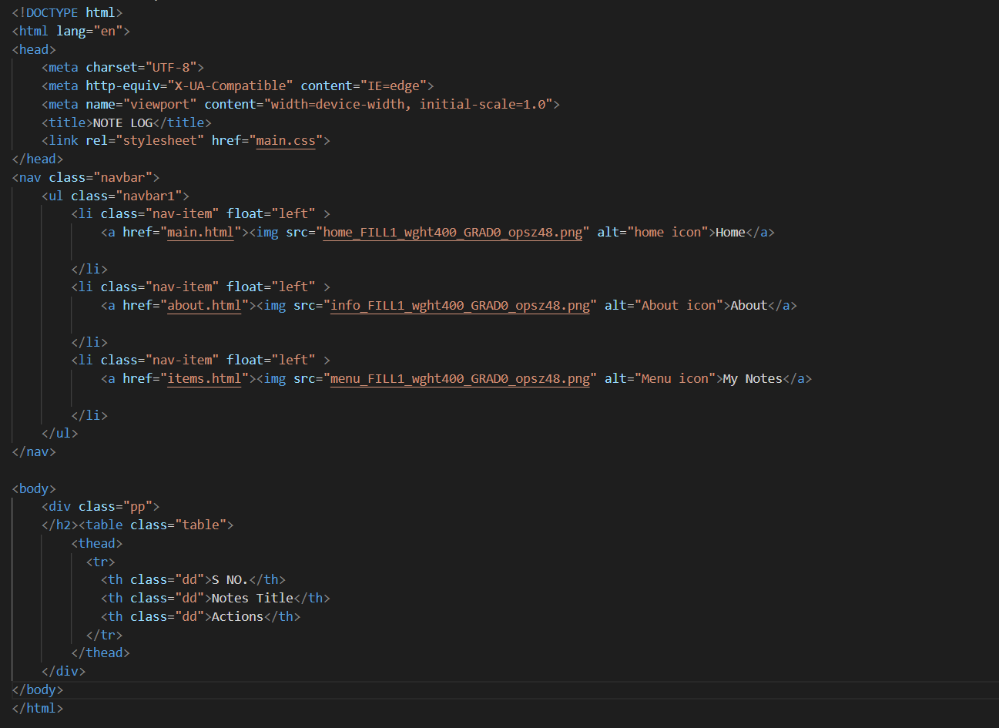 <!DOCTYPE html>
<html lang="en">
<head>
    <meta charset="UTF-8">
    <meta http-equiv="X-UA-Compatible" content="IE=edge">
    <meta name="viewport" content="width=device-width, initial-scale=1.0">
    <title>NOTE LOG</title>
    <link rel="stylesheet" href="main.css">
</head>
<nav class="navbar">
    <ul class="navbar1">
        <li class="nav-item" float="left" >
            <a href="main.html"><img src="home_FILL1_wght400_GRAD0_opsz48.png" alt="home icon">Home</a>
        </li>
        <li class="nav-item" float="left" >
            <a href="about.html"><img src="info_FILL1_wght400_GRAD0_opsz48.png" alt="About icon">About</a>
        </li>
        <li class="nav-item" float="left" >
            <a href="items.html"><img src="menu_FILL1_wght400_GRAD0_opsz48.png" alt="Menu icon">My Notes</a>
        </li>
    </ul>
</nav>
<body>
    <div class="pp">
    </h2><table class="table">
        <thead>
          <tr>
            <th class="dd">S NO.</th>
            <th class="dd">Notes Title</th>
            <th class="dd">Actions</th>
          </tr>
        </thead>
    </div>
</body>
</html>